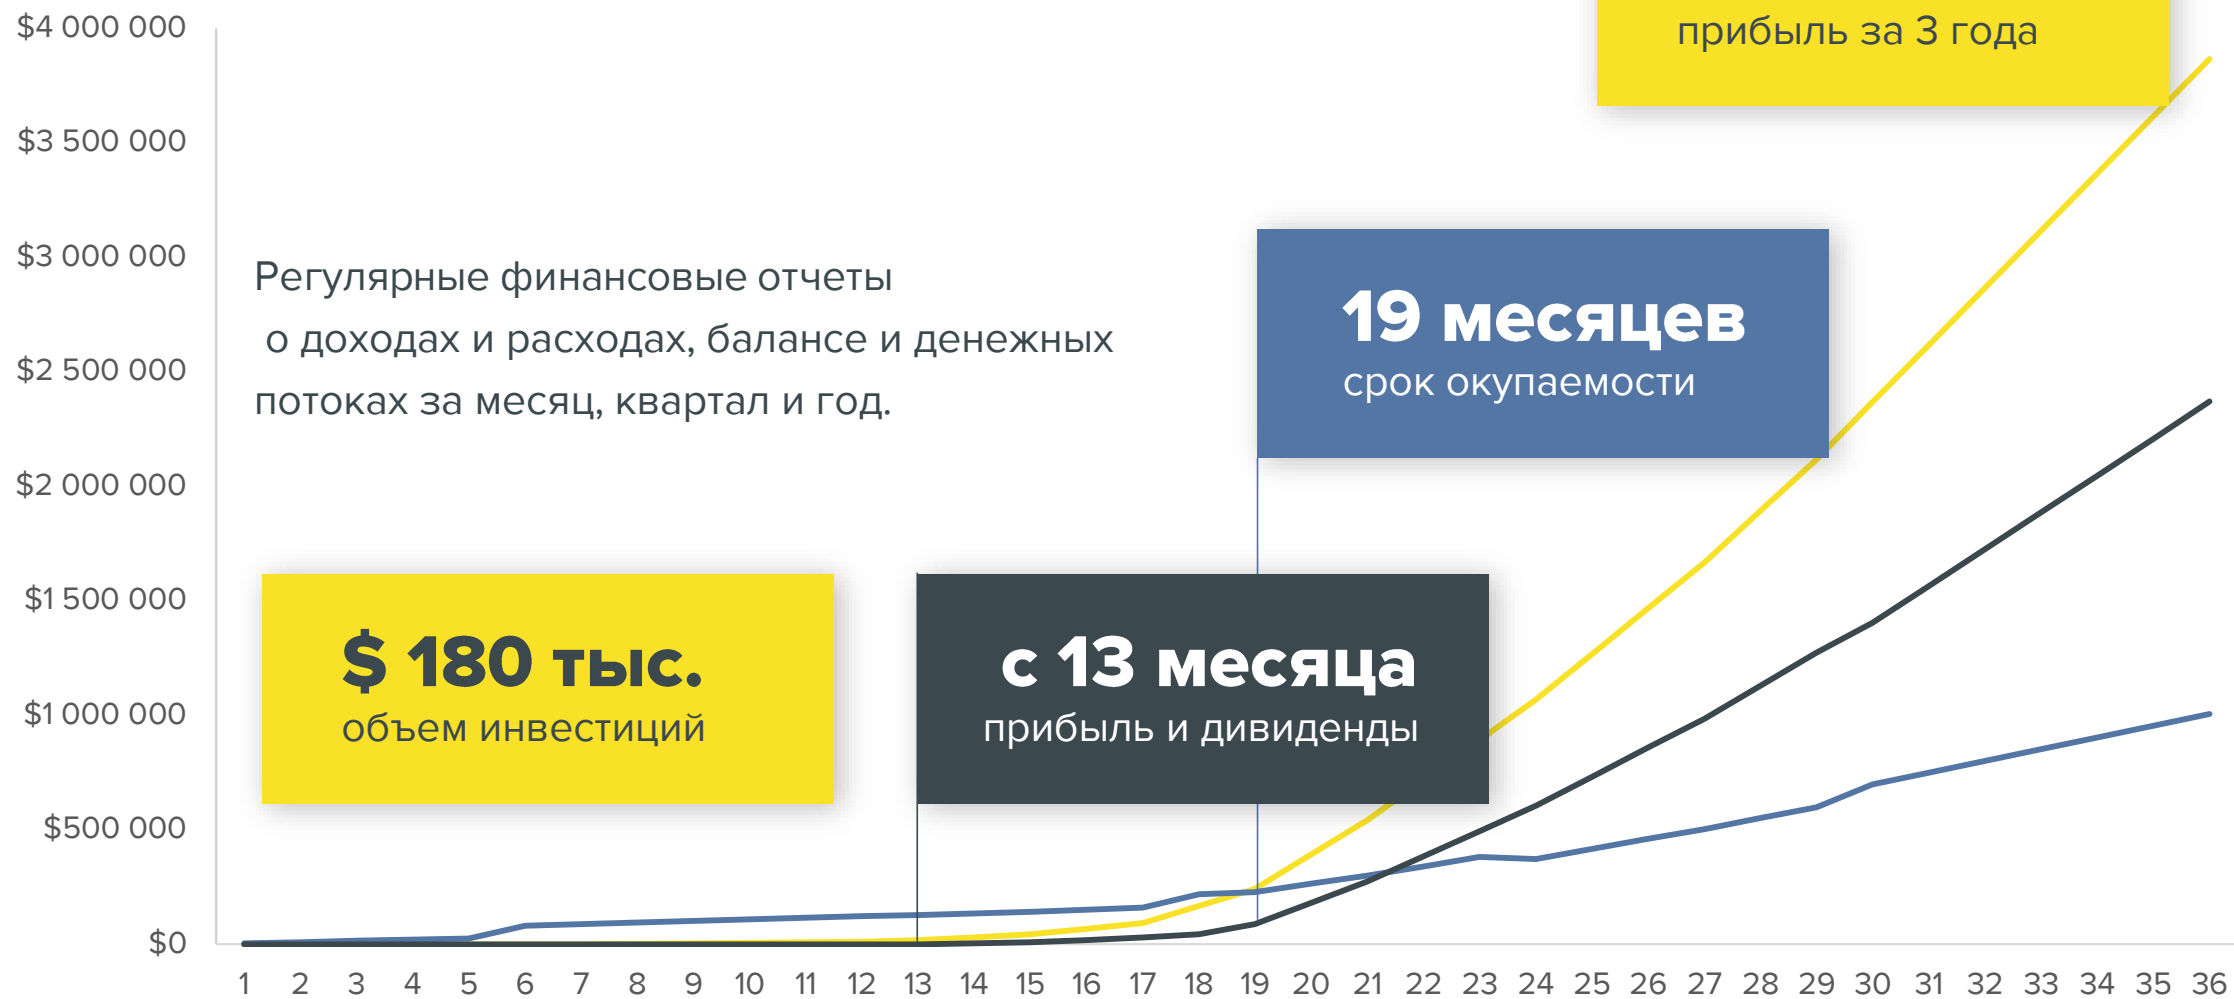 $4 000 000
прибыль за 3 года
$3 500 000
$3 000 000
Регулярные финансовые отчеты
о доходах и расходах, балансе и денежных
потоках за месяц, квартал и год.
19 месяцев
срок окупаемости
$2 500 000
$2 000 000
$1 500 000
$ 180 тыс.
объем инвестиций
с 13 месяца
прибыль и дивиденды
$1 000 000
$500 000
$0
1 2 3 4 5 6 7 8 9 10 11 12 13 14 15 16 17 18 19 20 21 22 23 24 25 26 27 28 29 30 31 32 33 34 35 36